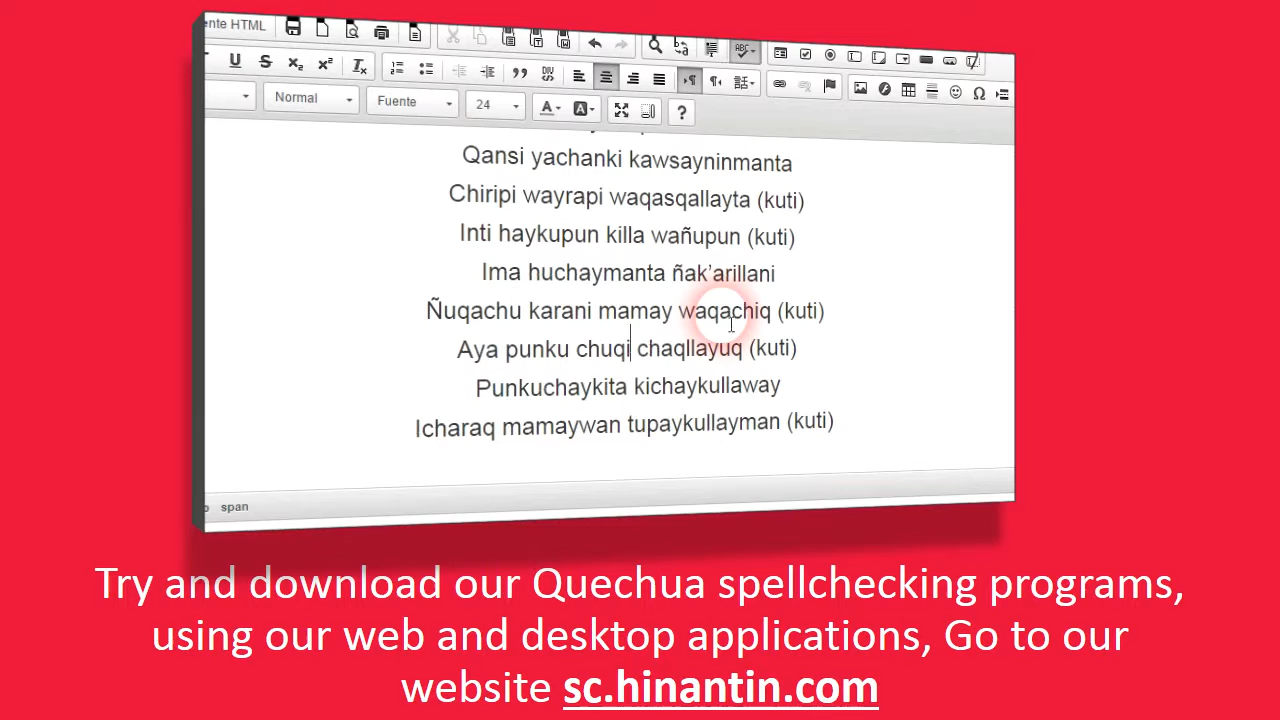 ente HTML
Normal Fuente 24 A A ?
Qansi yachanki kawsayninmanta
Chiripi wayrapi waqasqallayta (kuti)
Inti haykupun killa wañupun (kuti)
Ima huchaymanta ñak'arillani
Ñuqachu karani mamay waqachiq (kuti)
Aya punku chuqi chaqllayuq (kuti)
Punkuchaykita kichaykullaway
Icharaq mamaywan tupaykullayman (kuti)
span
Try and download our Quechua spellchecking programs,
using our web and desktop applications, Go to our
website sc.hinantin.com